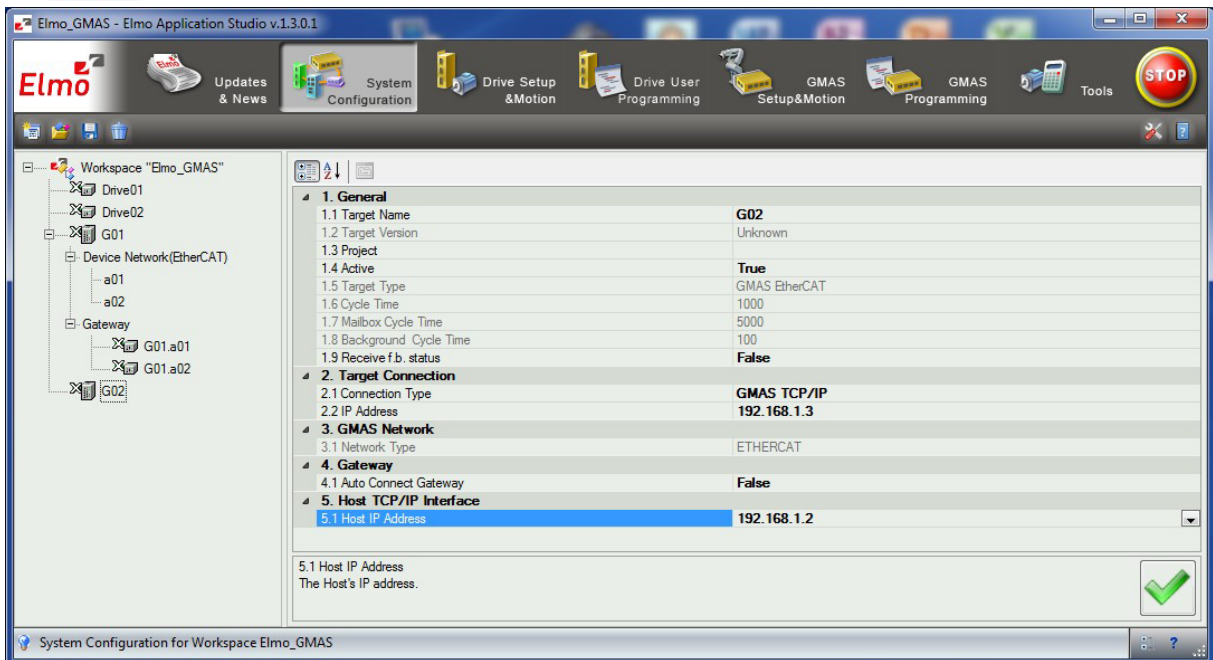 Elmo_GMAS - Elmo Application Studio v.1.3.0.1
Elmo
Elmo
Updates
& News
System
Configuration
Drive Setup
&Motion
Drive User
Programming
GMAS
Setup&Motion
GMAS
Programming
Tools
STOP
Workspace "Elmo_GMAS"
Drive01
Drive02
G01
Device Network(EtherCAT)
a01
a02
Gateway
G01.a01
G01.a02
G02
1. General
1.1 Target Name G02
1.2 Target Version Unknown
1.3 Project
1.4 Active True
1.5 Target Type GMAS EtherCAT
1.6 Cycle Time 1000
1.7 Mailbox Cycle Time 5000
1.8 Background Cycle Time 100
1.9 Receive f.b. status False
2. Target Connection
2.1 Connection Type GMAS TCP/IP
2.2 IP Address 192.168.1.3
3. GMAS Network
3.1 Network Type ETHERCAT
4. Gateway
4.1 Auto Connect Gateway False
5. Host TCP/IP Interface
5.1 Host IP Address 192.168.1.2
5.1 Host IP Address
The Host's IP address.
System Configuration for Workspace Elmo_GMAS